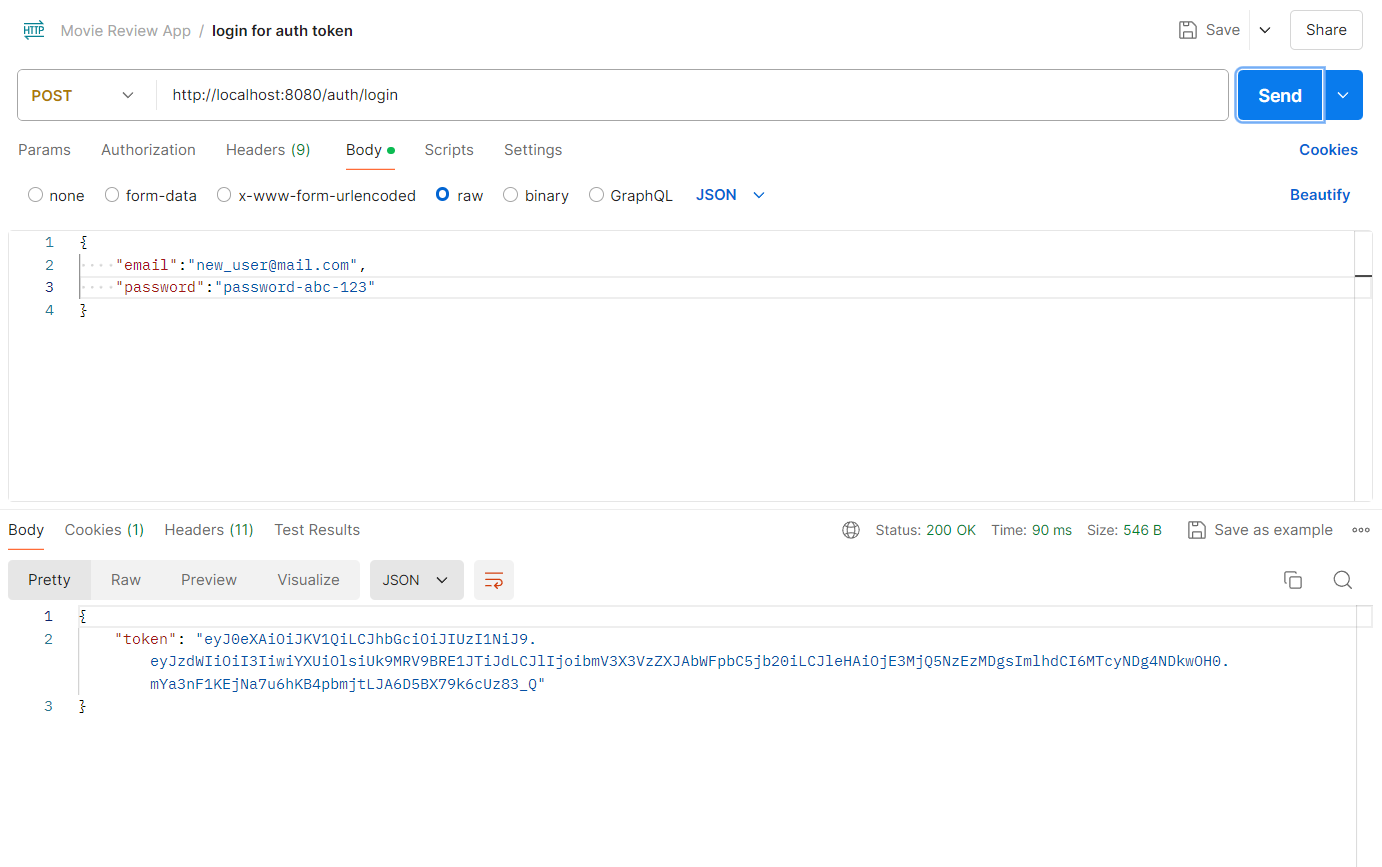 HTTP Movie Review App / login for auth token Save Share
POST http://localhost:8080/auth/login Send
Params Authorization Headers (9) Body Scripts Settings Cookies
none form-data x-www-form-urlencoded raw binary GraphQL JSON Beautify
1 {
2 ····"email":"new_user@mail.com",
3 ····"password":"password-abc-123"
4 }
Body Cookies (1) Headers (11) Test Results Status: 200 OK Time: 90 ms Size: 546 B Save as example
Pretty Raw Preview Visualize JSON
1 {
2 "token": "eyJ0eXAiOiJKV1QiLCJhbGciOiJIUzI1NiJ9.
eyJzdWIiOiI3IiwiYXUiOlsiUk9MRV9BRE1JTiJdLCJlIjoibmV3X3VzZXJAbWFpbC5jb20iLCJleHAiOjE3MjQ5NzEzMDgsImlhdCI6MTcyNDg4NDkwOH0.
mYa3nF1KEjNa7u6hKB4pbmjtLJA6D5BX79k6cUz83_Q"
3 }